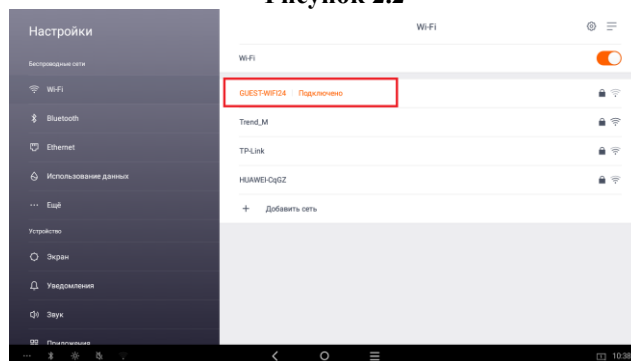 Рисунок 2.2
Настройки
Wi-Fi
Беспроводные сети
Wi-Fi
Wi-Fi
GUEST-WIFI24 | Подключено
Bluetooth
Trend_M
Ethernet
TP-Link
Использование данных
HUAWEI-CqGZ
Ещё
+ Добавить сеть
Устройство
Экран
Уведомления
Звук
Приложения
10:38